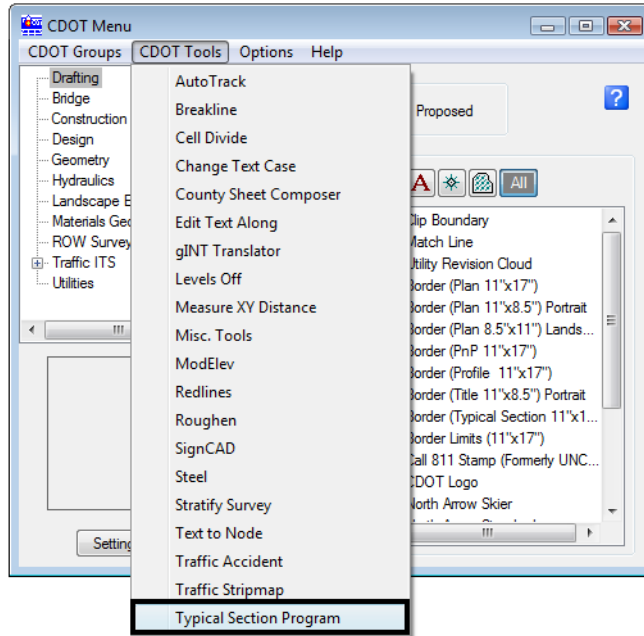 CDOT Menu
CDOT Groups CDOT Tools Options Help
Drafting
Bridge
Construction
Design
Geometry
Hydraulics
Landscape E
Materials Geo
ROW Survey
Traffic ITS
Utilities
Setting
AutoTrack
Breakline
Cell Divide
Change Text Case
County Sheet Composer
Edit Text Along
gINT Translator
Levels Off
Measure XY Distance
Misc. Tools
ModElev
Redlines
Roughen
SignCAD
Steel
Stratify Survey
Text to Node
Traffic Accident
Traffic Stripmap
Typical Section Program
Proposed
?
A All
Clip Boundary
Match Line
Utility Revision Cloud
Border (Plan 11"x17")
Border (Plan 11"x8.5") Portrait
Border (Plan 8.5"x11") Lands...
Border (PnP 11"x17")
Border (Profile 11"x17")
Border (Title 11"x8.5") Portrait
Border (Typical Section 11"x1...
Border Limits (11"x17")
Call 811 Stamp (Formerly UNC...
CDOT Logo
North Arrow Skier